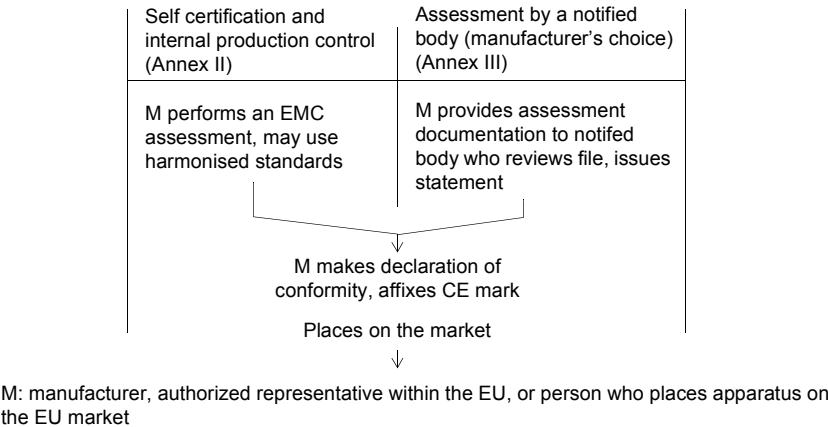 Self certification and
internal production control
(Annex II)
Assessment by a notified
body (manufacturer's choice)
(Annex III)
M performs an EMC
assessment, may use
harmonised standards
M provides assessment
documentation to notifed
body who reviews file, issues
statement
M makes declaration of
conformity, affixes CE mark
Places on the market
M: manufacturer, authorized representative within the EU, or person who places apparatus on
the EU market